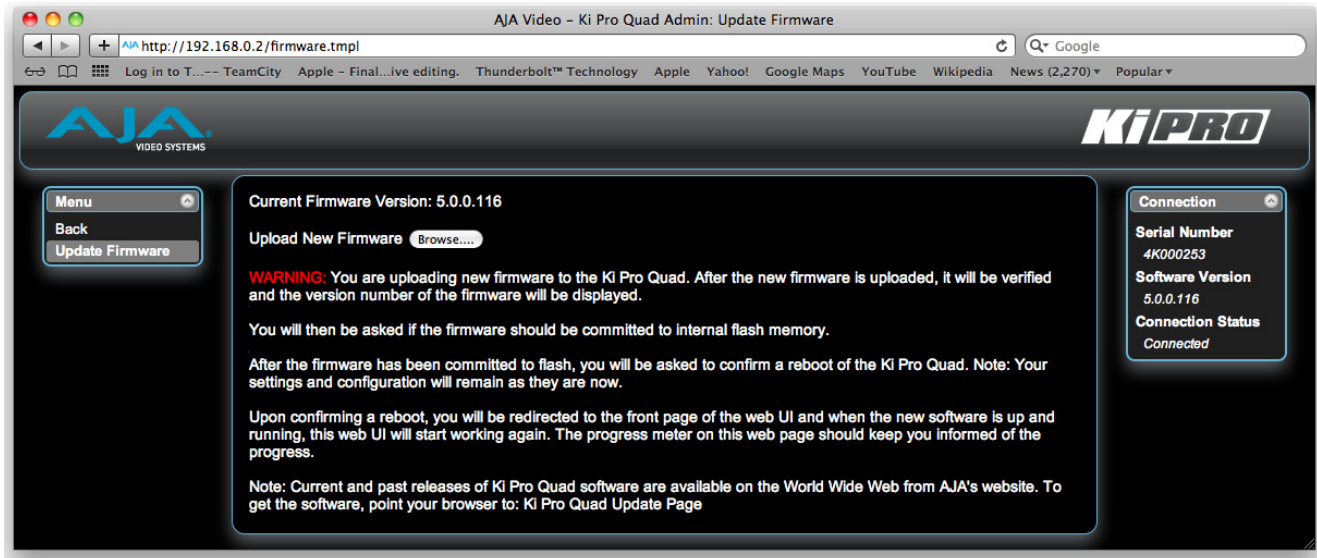 AJA Video – Ki Pro Quad Admin: Update Firmware
AJA http://192.168.0.2/firmware.tmpl
Google
Log in to T...-- TeamCity Apple – Final...ive editing. Thunderbolt™ Technology Apple Yahoo! Google Maps YouTube Wikipedia News (2,270) Popular
AJA®
VIDEO SYSTEMS
Ki PRO
Menu
Back
Update Firmware
Current Firmware Version: 5.0.0.116
Upload New Firmware Browse....
WARNING: You are uploading new firmware to the Ki Pro Quad. After the new firmware is uploaded, it will be verified
and the version number of the firmware will be displayed.
You will then be asked if the firmware should be committed to internal flash memory.
After the firmware has been committed to flash, you will be asked to confirm a reboot of the Ki Pro Quad. Note: Your
settings and configuration will remain as they are now.
Upon confirming a reboot, you will be redirected to the front page of the web UI and when the new software is up and
running, this web UI will start working again. The progress meter on this web page should keep you informed of the
progress.
Note: Current and past releases of Ki Pro Quad software are available on the World Wide Web from AJA's website. To
get the software, point your browser to: Ki Pro Quad Update Page
Connection
Serial Number
4K000253
Software Version
5.0.0.116
Connection Status
Connected